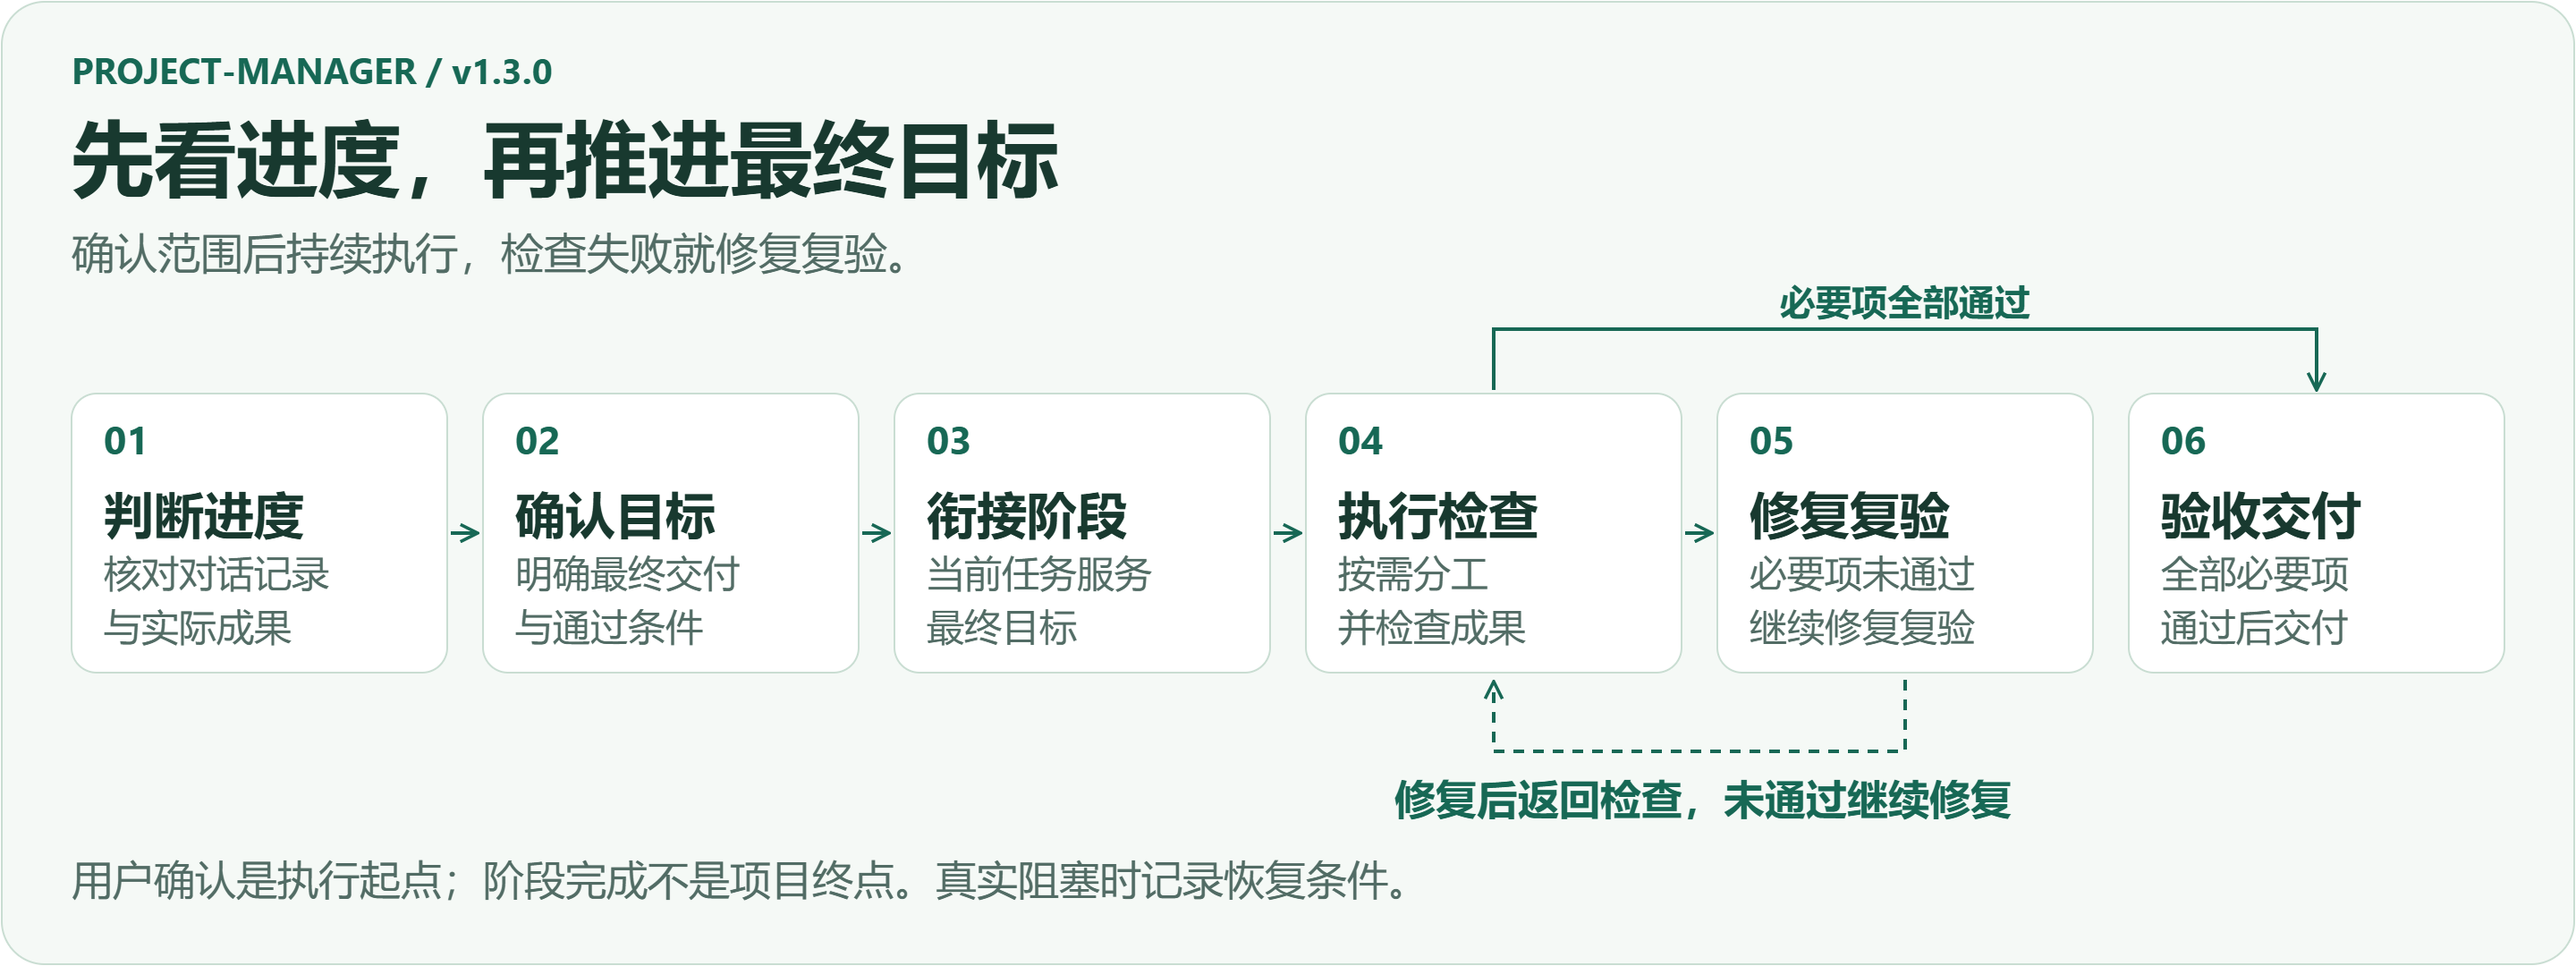 PROJECT-MANAGER / v1.3.0
先看进度，再推进最终目标
确认范围后持续执行，检查失败就修复复验。
必要项全部通过
01
判断进度
核对对话记录
与实际成果
02
确认目标
明确最终交付
与通过条件
03
衔接阶段
当前任务服务
最终目标
04
执行检查
按需分工
并检查成果
05
修复复验
必要项未通过
继续修复复验
06
验收交付
全部必要项
通过后交付
修复后返回检查，未通过继续修复
用户确认是执行起点；阶段完成不是项目终点。真实阻塞时记录恢复条件。